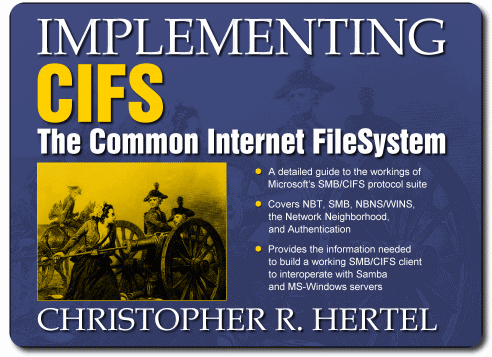 IMPLEMENTING
CIFS
The Common Internet FileSystem
• A detailed guide to the workings of
Microsoft's SMB/CIFS protocol suite
• Covers NBT, SMB, NBNS/WINS,
the Network Neighborhood,
and Authentication
• Provides the information needed
to build a working SMB/CIFS client
to interoperate with Samba
and MS-Windows servers
CHRISTOPHER R. HERTEL